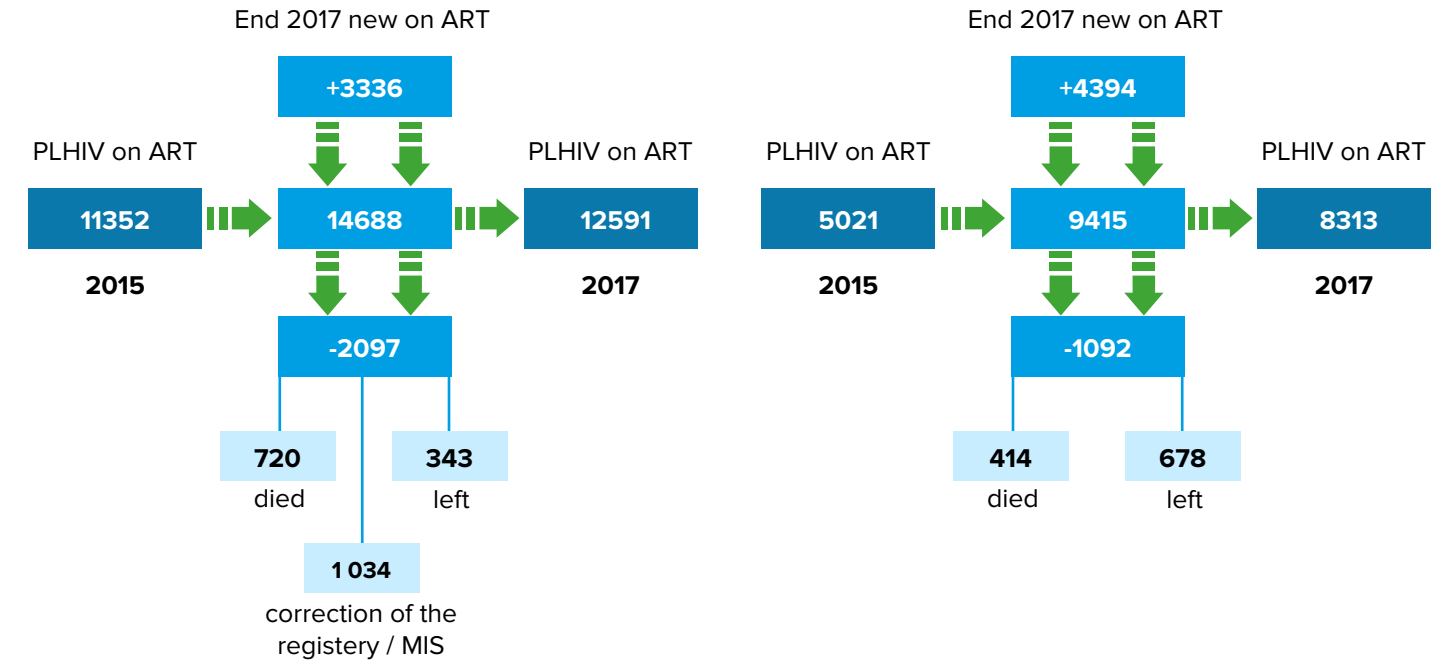 End 2017 new on ART
+3336
PLHIV on ART
11352
2015
14688
PLHIV on ART
12591
2017
-2097
720
died
343
left
1 034
correction of the
registery / MIS
End 2017 new on ART
+4394
PLHIV on ART
5021
2015
9415
PLHIV on ART
8313
2017
-1092
414
died
678
left